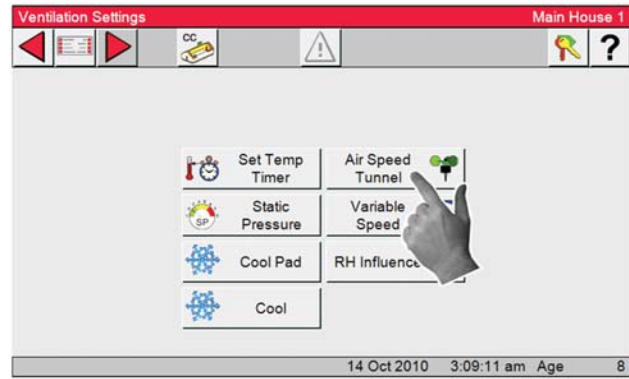 Ventilation Settings
Main House 1
CC
?
Set Temp
Timer
Air Speed
Tunnel
SP
Static
Pressure
Variable
Speed
Cool Pad
RH Influence
Cool
14 Oct 2010 3:09:11 am Age 8